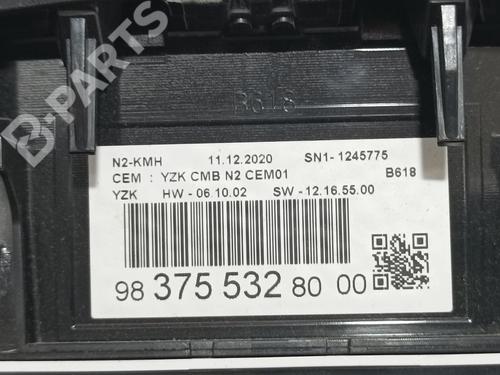 B-PARTS
B618
N2-KMH 11.12.2020 SN1- 1245775
CEM : YZK CMB N2 CEM01 B618
YZK HW - 06.10.02 SW - 12.16.55.00
98 375 532 80 00